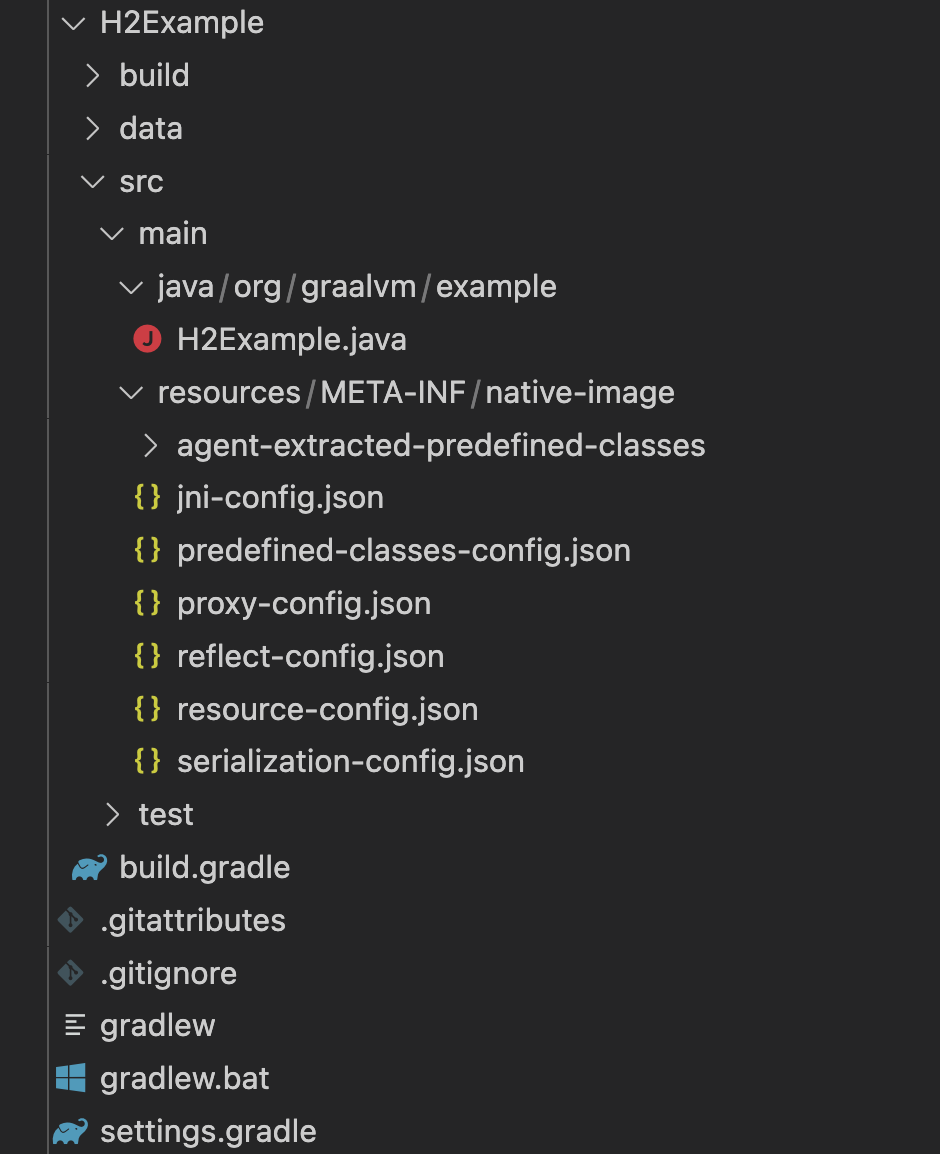 H2Example
build
data
src
main
java/org/graalvm/example
J H2Example.java
resources/META-INF/native-image
agent-extracted-predefined-classes
{} jni-config.json
{} predefined-classes-config.json
{} proxy-config.json
{} reflect-config.json
{} resource-config.json
{} serialization-config.json
test
build.gradle
.gitattributes
.gitignore
gradlew
gradlew.bat
settings.gradle